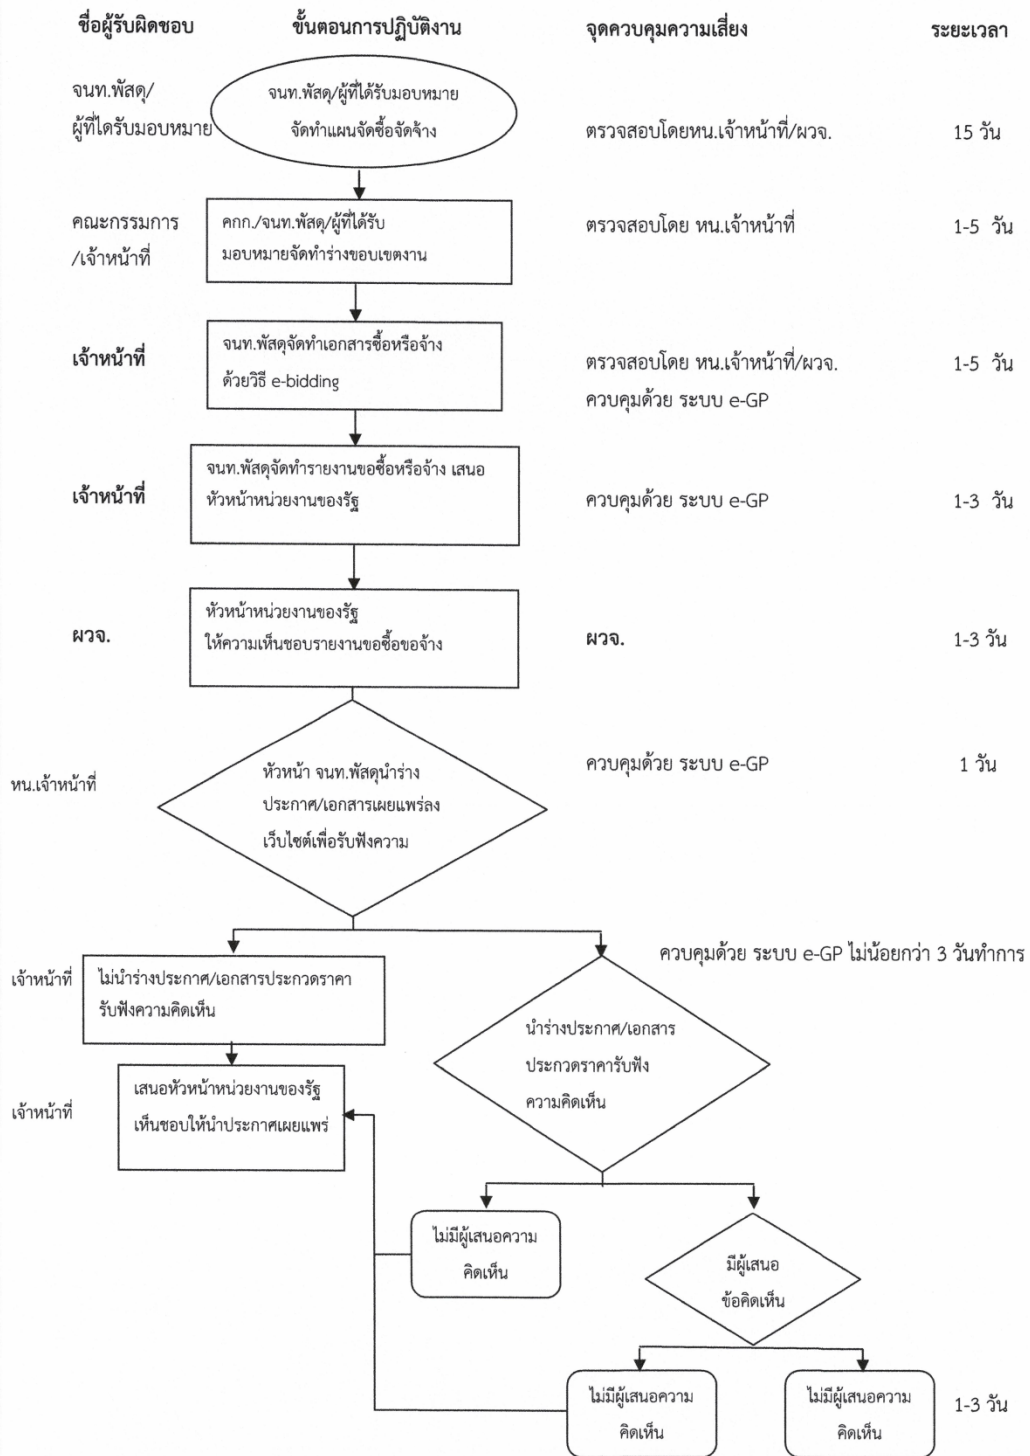 ชื่อผู้รับผิดชอบ ขั้นตอนการปฏิบัติงาน จุดควบคุมความเสี่ยง ระยะเวลา
จนท.พัสดุ/
ผู้ที่ไดรับมอบหมาย
จนท.พัสดุ/ผู้ที่ได้รับมอบหมาย
จัดทำแผนจัดซื้อจัดจ้าง
ตรวจสอบโดยหน.เจ้าหน้าที่/ผวจ. 15 วัน
คณะกรรมการ
/เจ้าหน้าที่
คกก./จนท.พัสดุ/ผู้ที่ได้รับ
มอบหมายจัดทำร่างขอบเขตงาน
ตรวจสอบโดย หน.เจ้าหน้าที่ 1-5 วัน
เจ้าหน้าที่
จนท.พัสดุจัดทำเอกสารซื้อหรือจ้าง
ด้วยวิธี e-bidding
ตรวจสอบโดย หน.เจ้าหน้าที่/ผวจ. 1-5 วัน
ควบคุมด้วย ระบบ e-GP
เจ้าหน้าที่
จนท.พัสดุจัดทำรายงานขอซื้อหรือจ้าง เสนอ
หัวหน้าหน่วยงานของรัฐ
ควบคุมด้วย ระบบ e-GP 1-3 วัน
ผวจ.
หัวหน้าหน่วยงานของรัฐ
ให้ความเห็นชอบรายงานขอซื้อขอจ้าง
ผวจ. 1-3 วัน
หน.เจ้าหน้าที่
หัวหน้า จนท.พัสดุนำร่าง
ประกาศ/เอกสารเผยแพร่ลง
เว็บไซต์เพื่อรับฟังความ
ควบคุมด้วย ระบบ e-GP 1 วัน
ควบคุมด้วย ระบบ e-GP ไม่น้อยกว่า 3 วันทำการ
เจ้าหน้าที่
ไม่นำร่างประกาศ/เอกสารประกวดราคา
รับฟังความคิดเห็น
นำร่างประกาศ/เอกสาร
ประกวดราคารับฟัง
ความคิดเห็น
เจ้าหน้าที่
เสนอหัวหน้าหน่วยงานของรัฐ
เห็นชอบให้นำประกาศเผยแพร่
ไม่มีผู้เสนอความ
คิดเห็น
มีผู้เสนอ
ข้อคิดเห็น
ไม่มีผู้เสนอความ
คิดเห็น
ไม่มีผู้เสนอความ
คิดเห็น
1-3 วัน